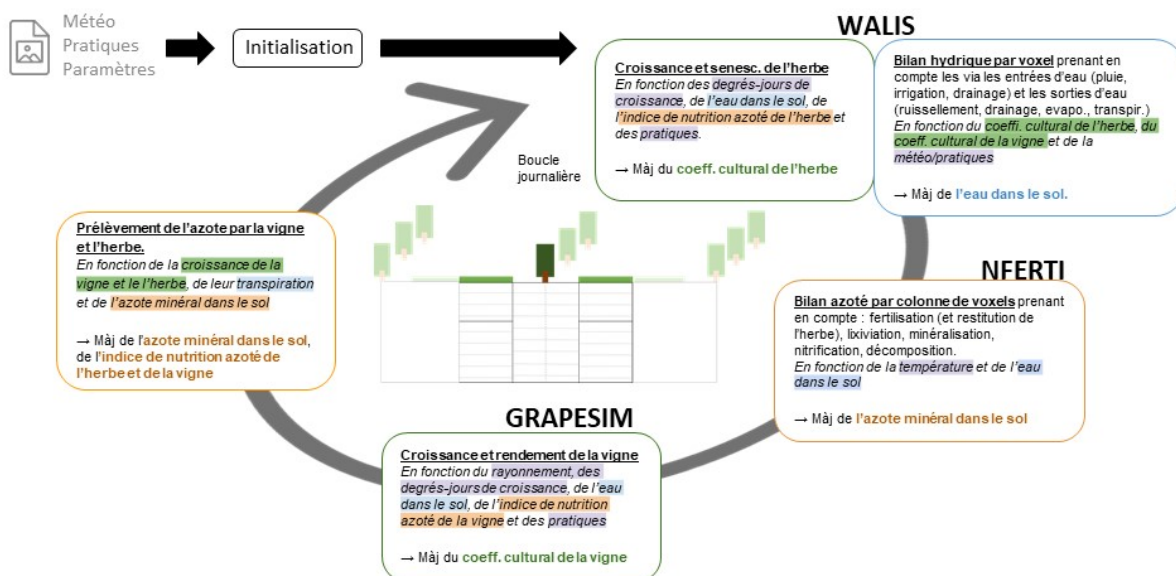 Météo
Pratiques
Paramètres
Initialisation
WALIS
Croissance et senesc. de l'herbe
En fonction des degrés-jours de
croissance, de l'eau dans le sol, de
l'indice de nutrition azoté de l'herbe et
des pratiques.
→ Màj du coeff. cultural de l'herbe
Bilan hydrique par voxel prenant en
compte les via les entrées d'eau (pluie,
irrigation, drainage) et les sorties d'eau
(ruissellement, drainage, evapo., transpir.)
En fonction du coeffi. cultural de l'herbe, du
coeff. cultural de la vigne et de la
météo/pratiques
→ Màj de l'eau dans le sol.
Boucle
journalière
NFERTI
Bilan azoté par colonne de voxels prenant
en compte : fertilisation (et restitution de
l'herbe), lixiviation, minéralisation,
nitrification, décomposition.
En fonction de la température et de l'eau
dans le sol
→ Màj de l'azote minéral dans le sol
GRAPESIM
Croissance et rendement de la vigne
En fonction du rayonnement, des
degrés-jours de croissance, de l'eau
dans le sol, de l'indice de nutrition
azoté de la vigne et des pratiques
→ Màj du coeff. cultural de la vigne
Prélèvement de l'azote par la vigne
et l'herbe.
En fonction de la croissance de la
vigne et le l'herbe, de leur transpiration
et de l'azote minéral dans le sol
→ Màj de l'azote minéral dans le sol,
de l'indice de nutrition azoté de
l'herbe et de la vigne